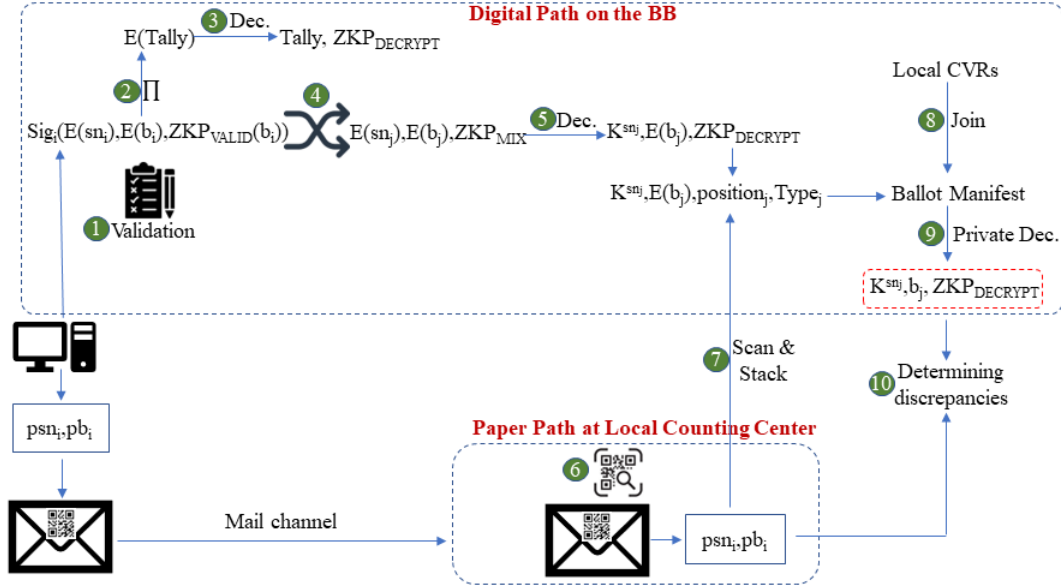 Digital Path on the BB
3 Dec.
E(Tally)
Tally, ZKP_DECRYPT
Local CVRs
2 ∏
4
8 Join
Sig_i(E(sn_i),E(b_i),ZKP_VALID(b_i))
E(sn_j),E(b_j),ZKP_MIX
5 Dec.
K^sn_j,E(b_j),ZKP_DECRYPT
K^sn_j,E(b_j),position_j,Type_j
Ballot Manifest
1 Validation
9 Private Dec.
K^sn_j,b_j, ZKP_DECRYPT
7 Scan &
Stack
10 Determining
discrepancies
psn_i,pb_i
Paper Path at Local Counting Center
6
Mail channel
psn_i,pb_i